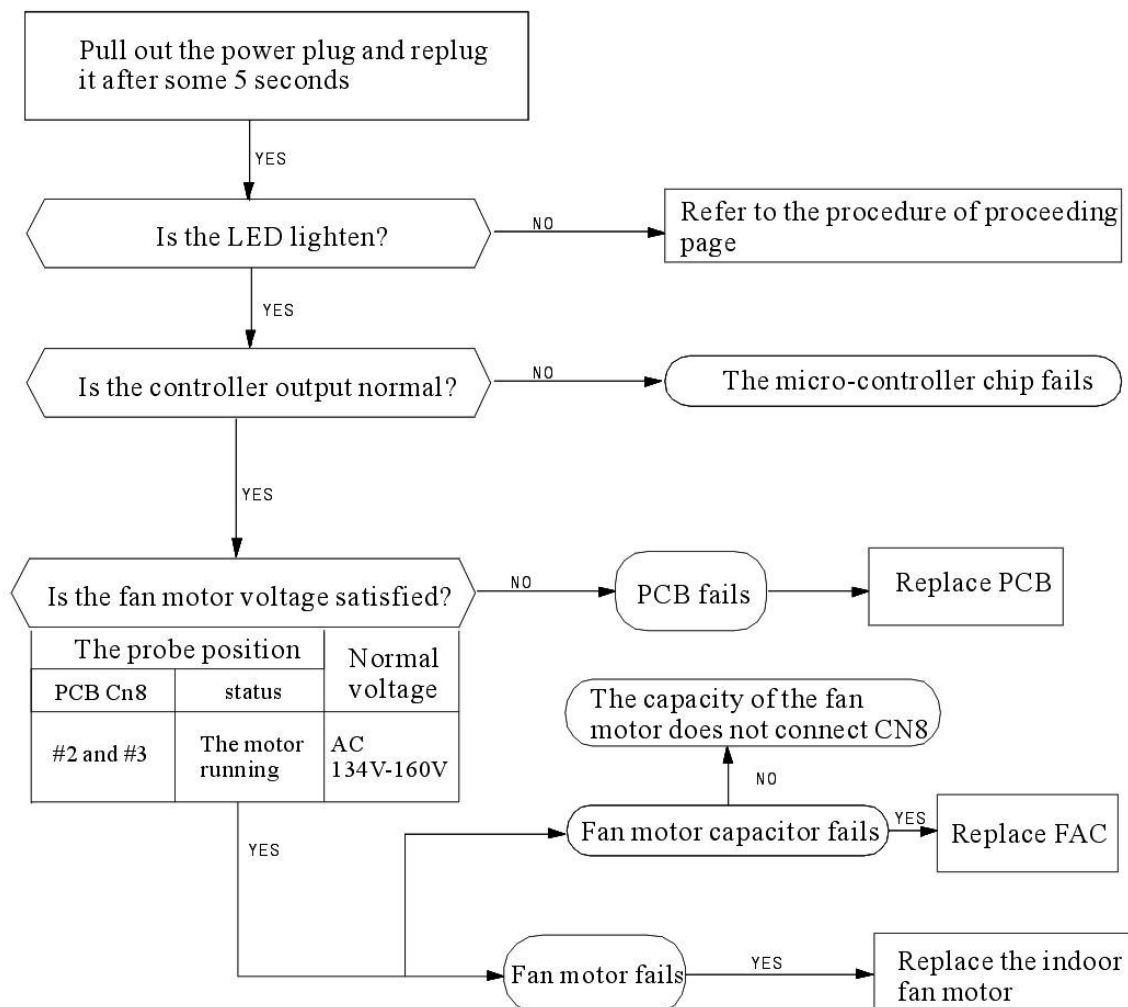 Pull out the power plug and replug
it after some 5 seconds
YES
Is the LED lighten?
NO
Refer to the procedure of proceeding
page
YES
Is the controller output normal?
NO
The micro-controller chip fails
YES
Is the fan motor voltage satisfied?
NO
PCB fails
Replace PCB
The probe position
Normal
voltage
PCB Cn8
status
#2 and #3
The motor
running
AC
134V-160V
The capacity of the fan
motor does not connect CN8
NO
YES
Fan motor capacitor fails
YES
Replace FAC
Fan motor fails
YES
Replace the indoor
fan motor